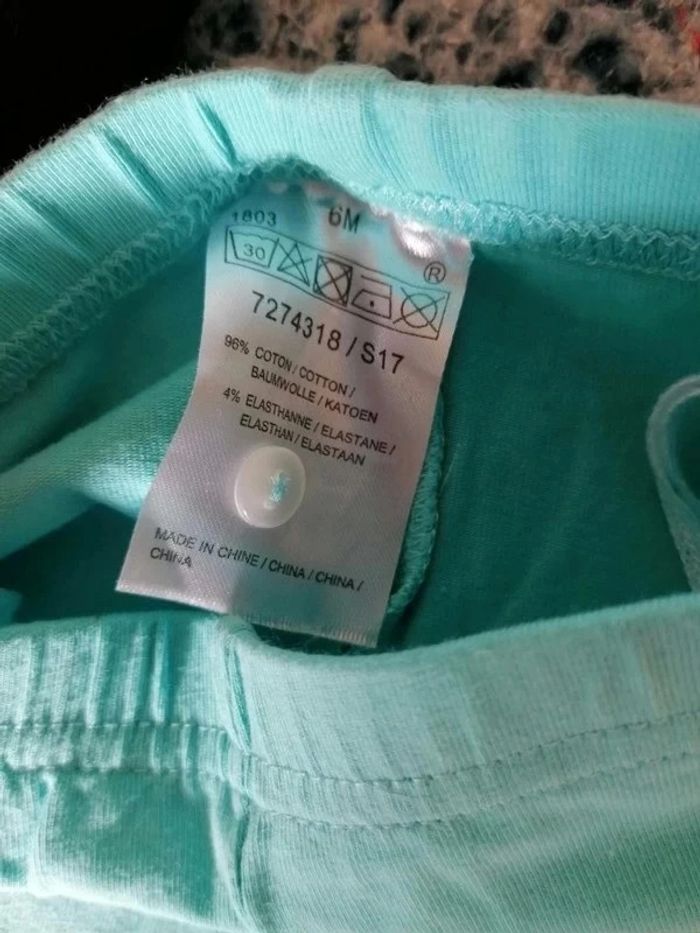 1803 6M
30 ®
7274318/S17
96% COTON/COTTON/
BAUMWOLLE/KATOEN
4% ELASTHANNE/ELASTANE/
ELASTHAN/ELASTAAN
MADE IN CHINE/CHINA/CHINA/
CHINA